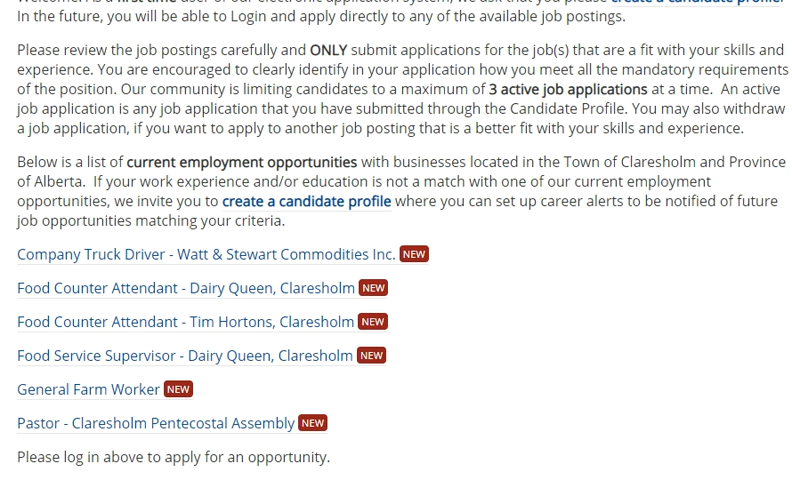 In the future, you will be able to Login and apply directly to any of the available job postings.
Please review the job postings carefully and ONLY submit applications for the job(s) that are a fit with your skills and
experience. You are encouraged to clearly identify in your application how you meet all the mandatory requirements
of the position. Our community is limiting candidates to a maximum of 3 active job applications at a time. An active
job application is any job application that you have submitted through the Candidate Profile. You may also withdraw
a job application, if you want to apply to another job posting that is a better fit with your skills and experience.
Below is a list of current employment opportunities with businesses located in the Town of Claresholm and Province
of Alberta. If your work experience and/or education is not a match with one of our current employment
opportunities, we invite you to create a candidate profile where you can set up career alerts to be notified of future
job opportunities matching your criteria.
Company Truck Driver - Watt & Stewart Commodities Inc. NEW
Food Counter Attendant - Dairy Queen, Claresholm NEW
Food Counter Attendant - Tim Hortons, Claresholm NEW
Food Service Supervisor - Dairy Queen, Claresholm NEW
General Farm Worker NEW
Pastor - Claresholm Pentecostal Assembly NEW
Please log in above to apply for an opportunity.